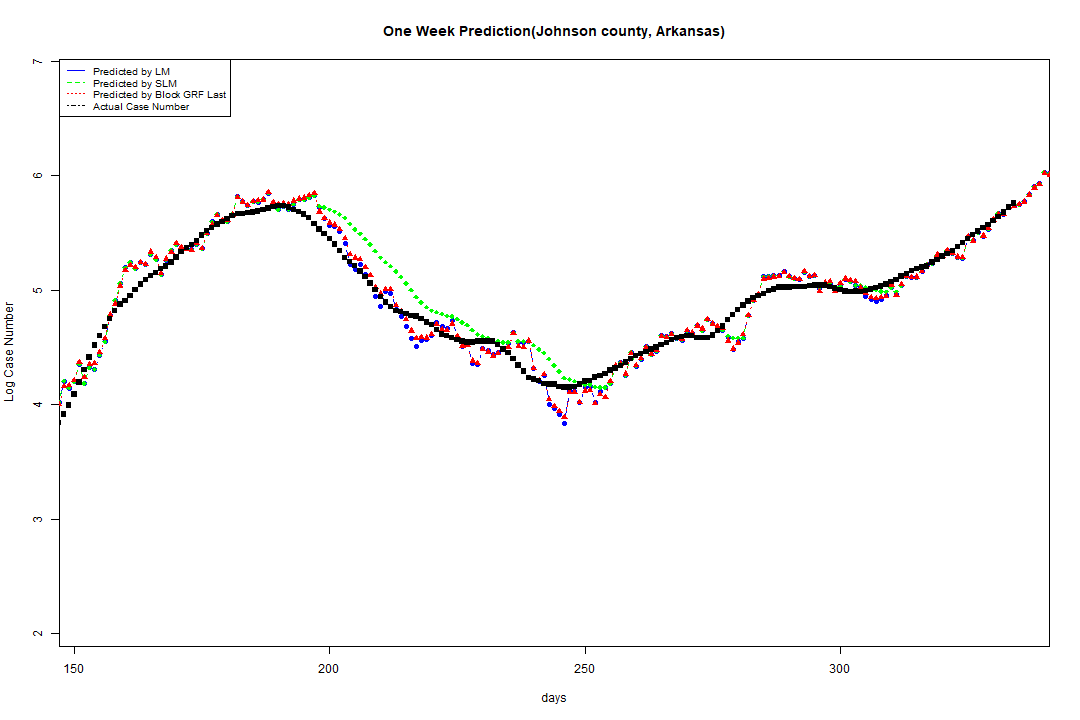 One Week Prediction(Johnson county, Arkansas)
Predicted by LM
Predicted by SLM
Predicted by Block GRF Last
Actual Case Number
7
6
5
4
3
2
Log Case Number
150 200 250 300
days